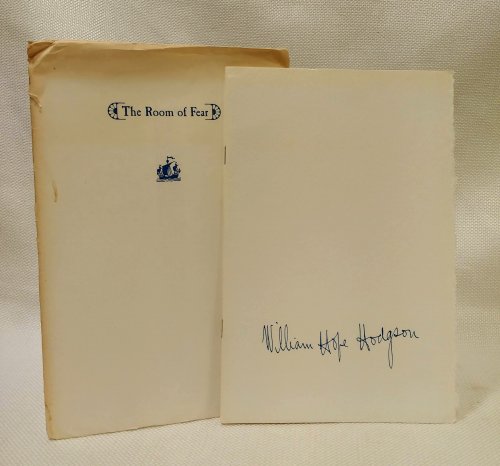 The Room of Fear
William Hope Hodgson